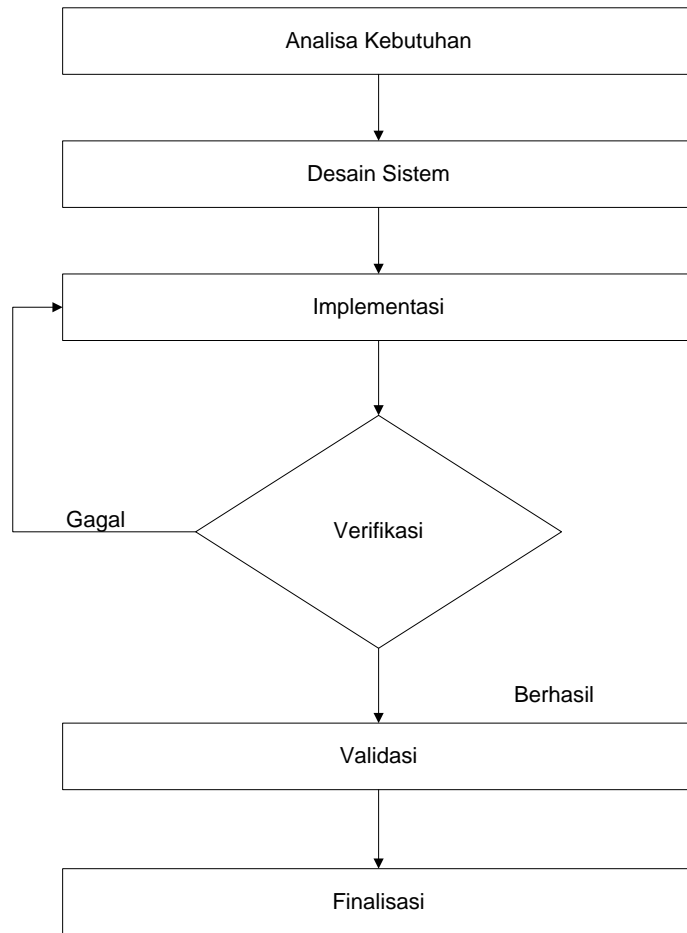 Analisa Kebutuhan
Desain Sistem
Implementasi
Gagal
Verifikasi
Berhasil
Validasi
Finalisasi